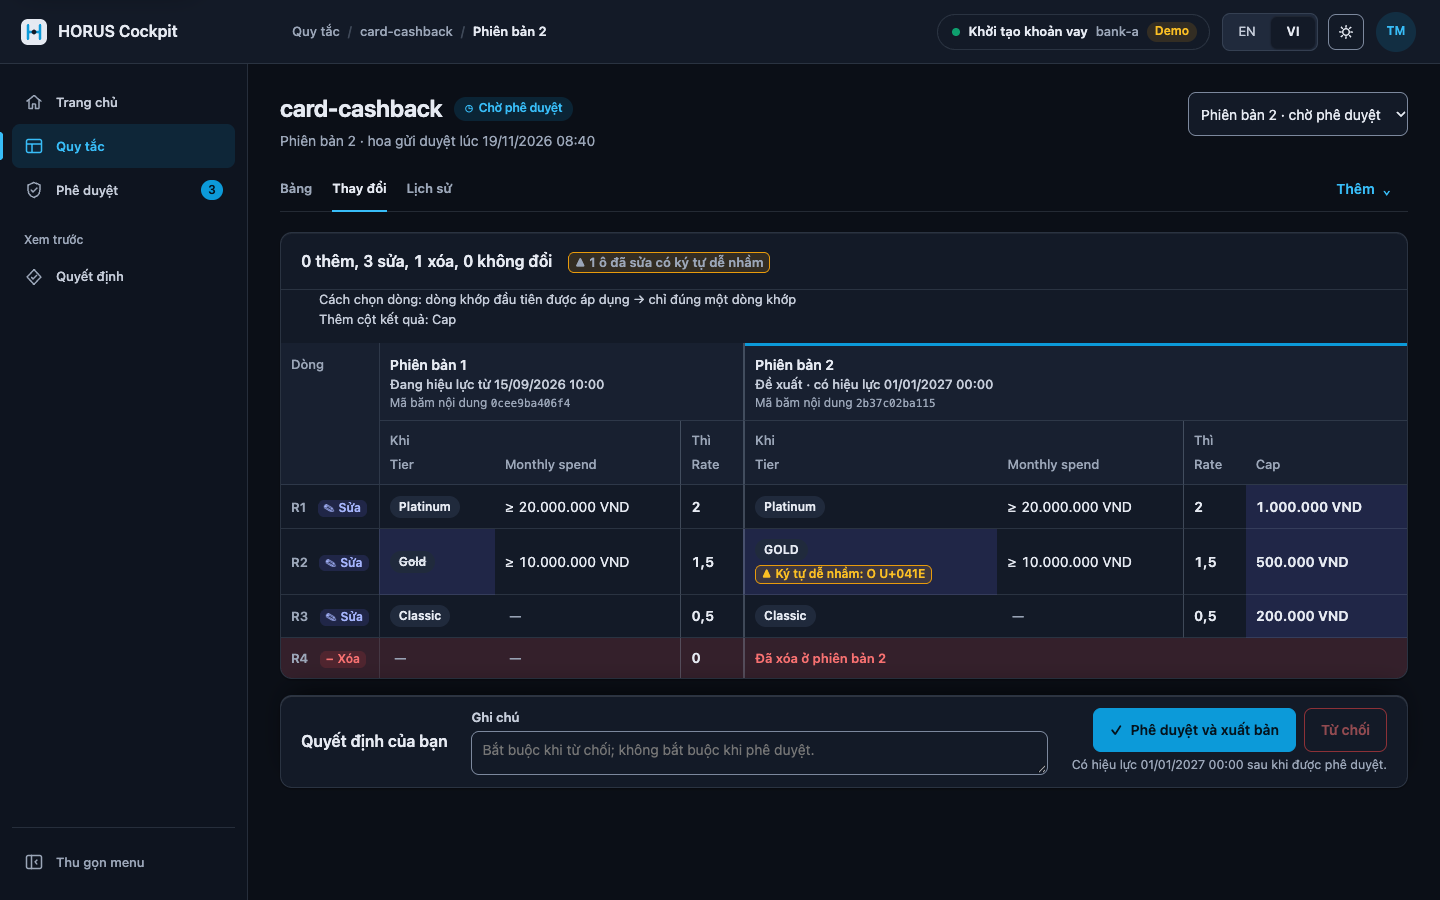 HORUS Cockpit
Quy tắc / card-cashback / Phiên bản 2
Khởi tạo khoản vay bank-a Demo
EN VI
TM
Trang chủ
Quy tắc
Phê duyệt 3
Xem trước
Quyết định
Thu gọn menu
card-cashback Chờ phê duyệt
Phiên bản 2 · hoa gửi duyệt lúc 19/11/2026 08:40
Phiên bản 2 · chờ phê duyệt
Bảng Thay đổi Lịch sử
Thêm
0 thêm, 3 sửa, 1 xóa, 0 không đổi 1 ô đã sửa có ký tự dễ nhầm
Cách chọn dòng: dòng khớp đầu tiên được áp dụng → chỉ đúng một dòng khớp
Thêm cột kết quả: Cap
Dòng
Phiên bản 1
Đang hiệu lực từ 15/09/2026 10:00
Mã băm nội dung 0cee9ba406f4
Phiên bản 2
Đề xuất · có hiệu lực 01/01/2027 00:00
Mã băm nội dung 2b37c02ba115
Khi Thì Khi Thì
Tier Monthly spend Rate Tier Monthly spend Rate Cap
R1 ✎ Sửa Platinum ≥ 20.000.000 VND 2 Platinum ≥ 20.000.000 VND 2 1.000.000 VND
R2 ✎ Sửa Gold ≥ 10.000.000 VND 1,5 GОLD ≥ 10.000.000 VND 1,5 500.000 VND
Ký tự dễ nhầm: О U+041E
R3 ✎ Sửa Classic — 0,5 Classic — 0,5 200.000 VND
R4 − Xóa — — 0 Đã xóa ở phiên bản 2
Quyết định của bạn
Ghi chú
Bắt buộc khi từ chối; không bắt buộc khi phê duyệt.
✓ Phê duyệt và xuất bản Từ chối
Có hiệu lực 01/01/2027 00:00 sau khi được phê duyệt.